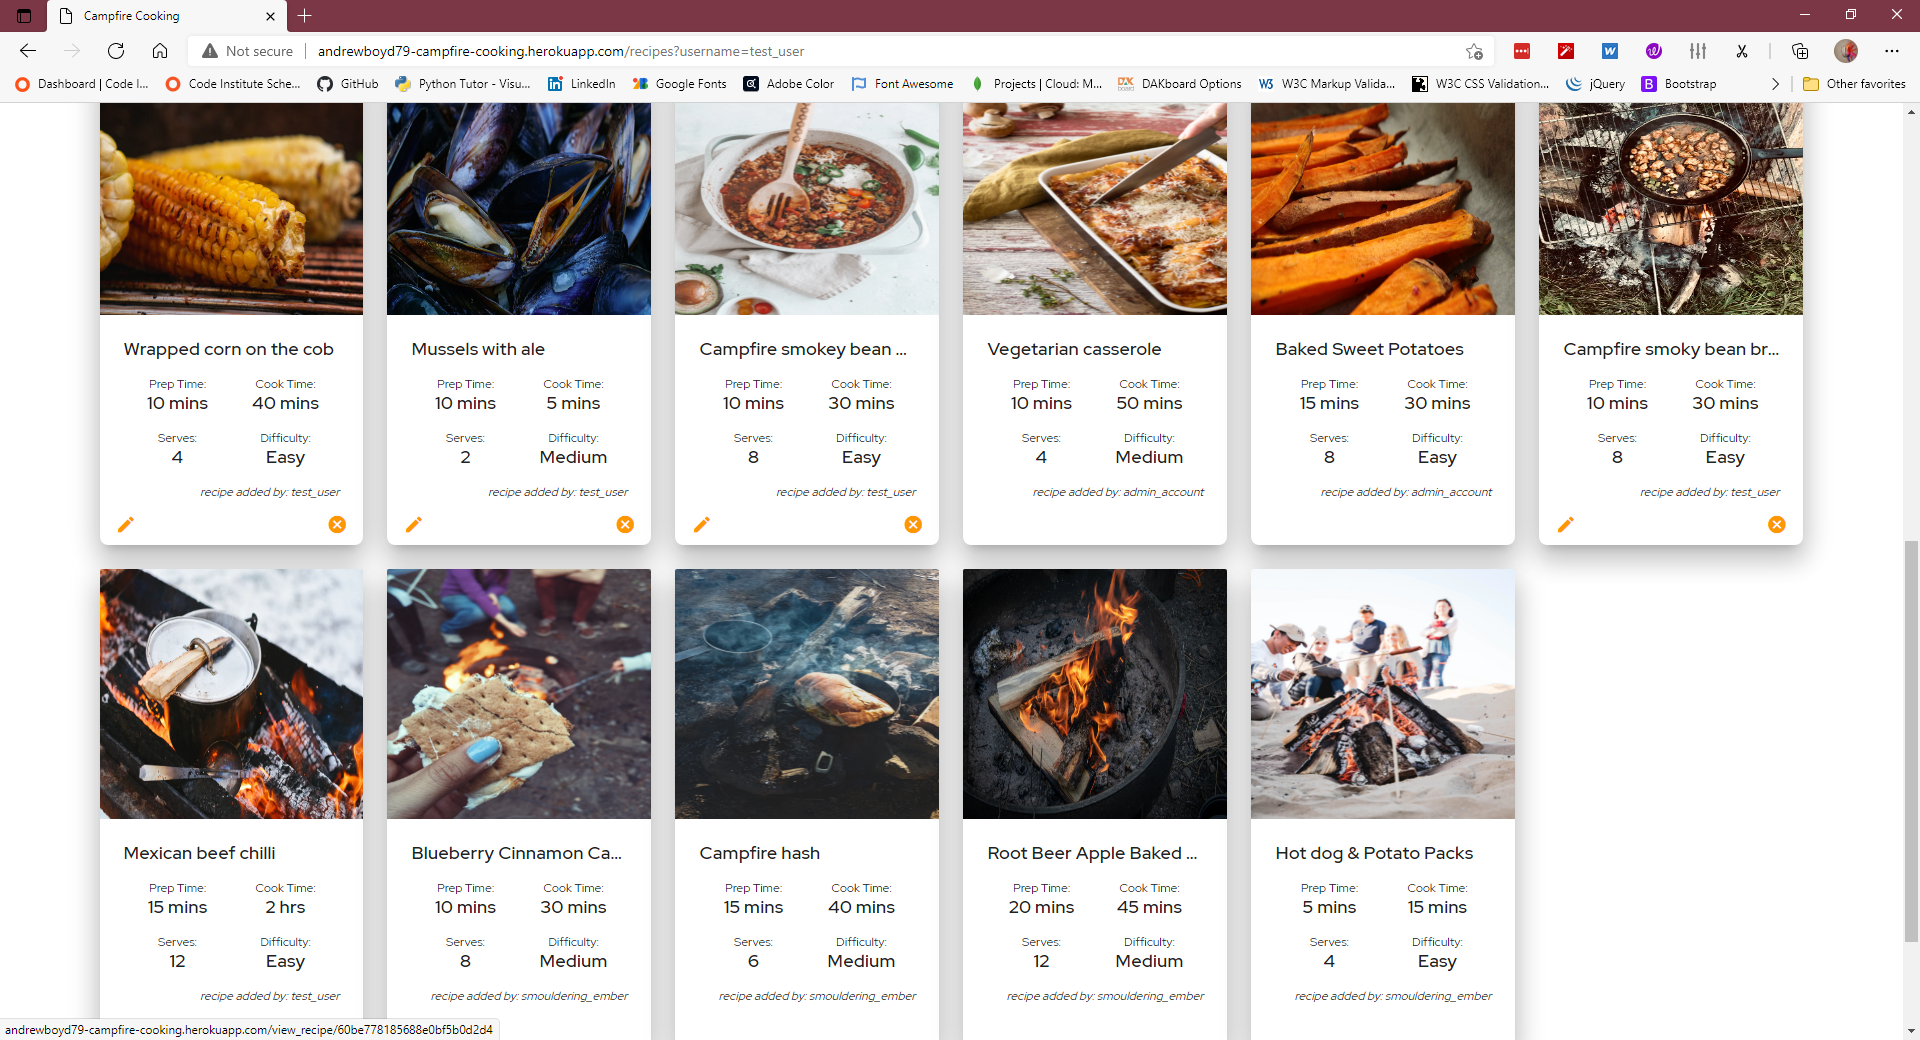 Campfire Cooking
Not secure
andrewboyd79-campfire-cooking.herokuapp.com/recipes?username=test_user
Dashboard | Code I...
Code Institute Sche...
GitHub
Python Tutor - Visu...
LinkedIn
Google Fonts
Adobe Color
Font Awesome
Projects | Cloud: M...
DAKboard Options
W3C Markup Valida...
W3C CSS Validation...
jQuery
Bootstrap
Other favorites
Wrapped corn on the cob
Prep Time: Cook Time:
10 mins 40 mins
Serves: Difficulty:
4 Easy
recipe added by: test_user
Mussels with ale
Prep Time: Cook Time:
10 mins 5 mins
Serves: Difficulty:
2 Medium
recipe added by: test_user
Campfire smokey bean ...
Prep Time: Cook Time:
10 mins 30 mins
Serves: Difficulty:
8 Easy
recipe added by: test_user
Vegetarian casserole
Prep Time: Cook Time:
10 mins 50 mins
Serves: Difficulty:
4 Medium
recipe added by: admin_account
Baked Sweet Potatoes
Prep Time: Cook Time:
15 mins 30 mins
Serves: Difficulty:
8 Easy
recipe added by: admin_account
Campfire smoky bean br...
Prep Time: Cook Time:
10 mins 30 mins
Serves: Difficulty:
8 Easy
recipe added by: test_user
Mexican beef chilli
Prep Time: Cook Time:
15 mins 2 hrs
Serves: Difficulty:
12 Easy
recipe added by: test_user
Blueberry Cinnamon Ca...
Prep Time: Cook Time:
10 mins 30 mins
Serves: Difficulty:
8 Medium
recipe added by: smouldering_ember
Campfire hash
Prep Time: Cook Time:
15 mins 40 mins
Serves: Difficulty:
6 Medium
recipe added by: smouldering_ember
Root Beer Apple Baked ...
Prep Time: Cook Time:
20 mins 45 mins
Serves: Difficulty:
12 Medium
recipe added by: smouldering_ember
Hot dog & Potato Packs
Prep Time: Cook Time:
5 mins 15 mins
Serves: Difficulty:
4 Easy
recipe added by: smouldering_ember
andrewboyd79-campfire-cooking.herokuapp.com/view_recipe/60be778185688e0bf5b0d2d4